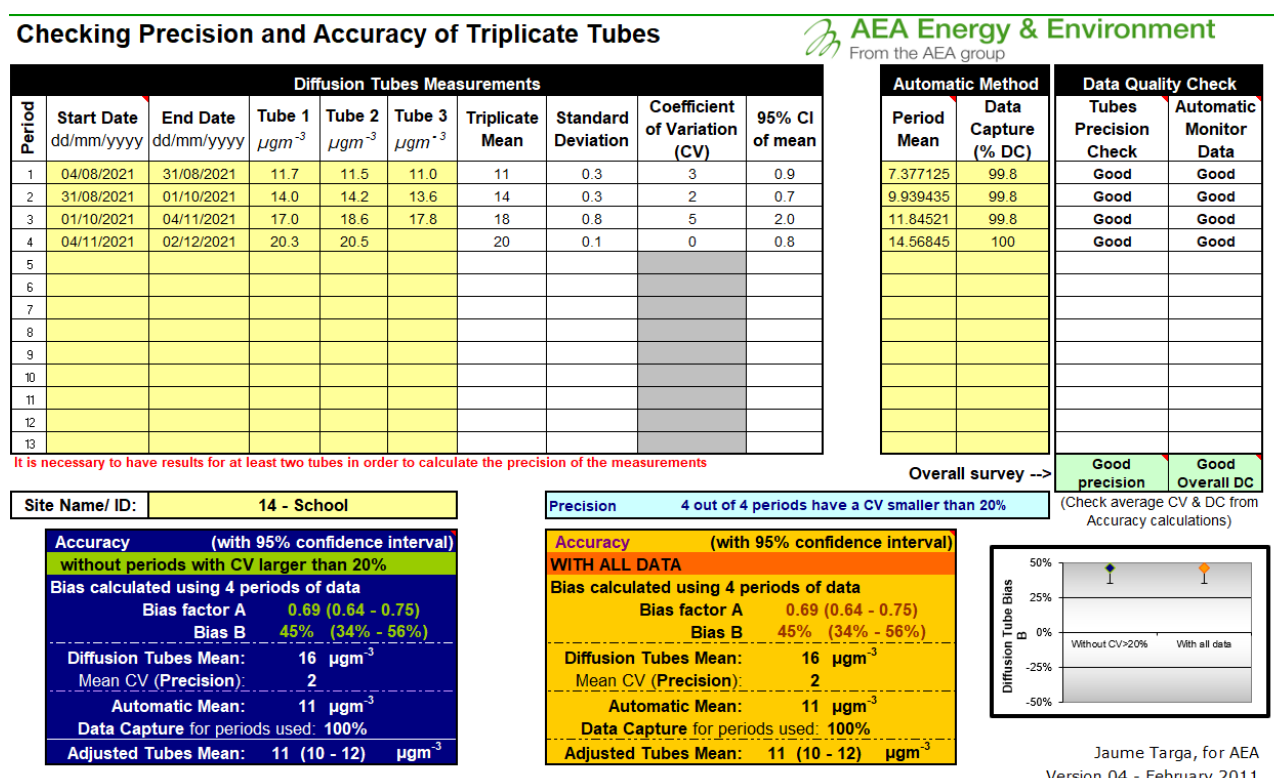 Checking Precision and Accuracy of Triplicate Tubes
AEA Energy & Environment
From the AEA group
Diffusion Tubes Measurements
Automatic Method
Data Quality Check
Period
Start Date dd/mm/yyyy
End Date dd/mm/yyyy
Tube 1 µgm-3
Tube 2 µgm-3
Tube 3 µgm-3
Triplicate Mean
Standard Deviation
Coefficient of Variation (CV)
95% CI of mean
Period Mean
Data Capture (% DC)
Tubes Precision Check
Automatic Monitor Data
1 04/08/2021 31/08/2021 11.7 11.5 11.0 11 0.3 3 0.9 7.377125 99.8 Good Good
2 31/08/2021 01/10/2021 14.0 14.2 13.6 14 0.3 2 0.7 9.939435 99.8 Good Good
3 01/10/2021 04/11/2021 17.0 18.6 17.8 18 0.8 5 2.0 11.84521 99.8 Good Good
4 04/11/2021 02/12/2021 20.3 20.5 20 0.1 0 0.8 14.56845 100 Good Good
5
6
7
8
9
10
11
12
13
It is necessary to have results for at least two tubes in order to calculate the precision of the measurements
Overall survey -->
Good precision
Good Overall DC
Site Name/ ID: 14 - School
Precision 4 out of 4 periods have a CV smaller than 20%
(Check average CV & DC from
Accuracy calculations)
Accuracy (with 95% confidence interval)
without periods with CV larger than 20%
Bias calculated using 4 periods of data
Bias factor A 0.69 (0.64 - 0.75)
Bias B 45% (34% - 56%)
Diffusion Tubes Mean: 16 µgm-3
Mean CV (Precision): 2
Automatic Mean: 11 µgm-3
Data Capture for periods used: 100%
Adjusted Tubes Mean: 11 (10 - 12) µgm-3
Accuracy (with 95% confidence interval)
WITH ALL DATA
Bias calculated using 4 periods of data
Bias factor A 0.69 (0.64 - 0.75)
Bias B 45% (34% - 56%)
Diffusion Tubes Mean: 16 µgm-3
Mean CV (Precision): 2
Automatic Mean: 11 µgm-3
Data Capture for periods used: 100%
Adjusted Tubes Mean: 11 (10 - 12) µgm-3
Diffusion Tube Bias B
50%
25%
0%
-25%
-50%
Without CV>20%
With all data
Jaume Targa, for AEA
Version 04 - February 2011